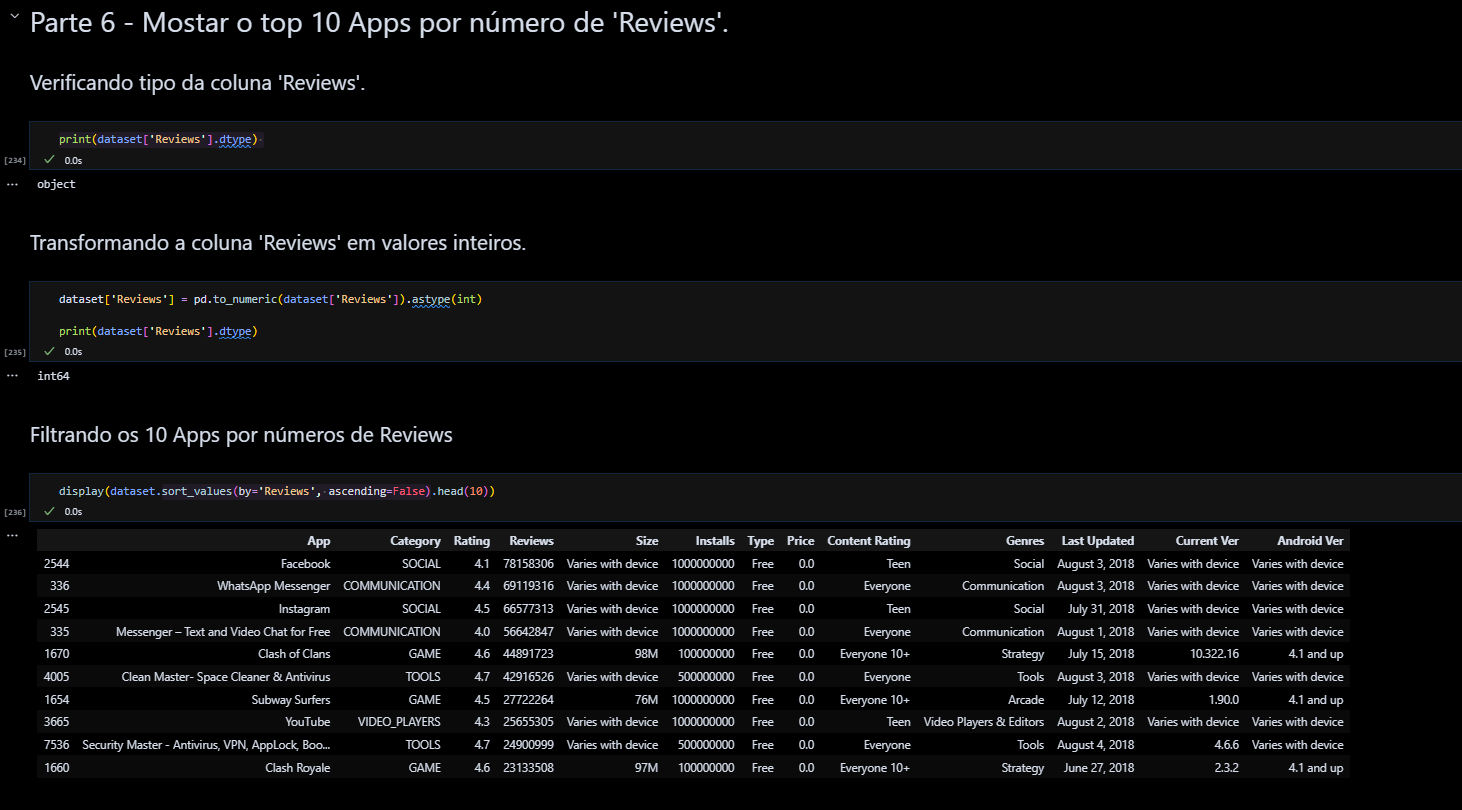 Parte 6 - Mostar o top 10 Apps por número de 'Reviews'.
Verificando tipo da coluna 'Reviews'.
print(dataset['Reviews'].dtype)
[234] 0.0s
... object
Transformando a coluna 'Reviews' em valores inteiros.
dataset['Reviews'] = pd.to_numeric(dataset['Reviews']).astype(int)
print(dataset['Reviews'].dtype)
[235] 0.0s
... int64
Filtrando os 10 Apps por números de Reviews
display(dataset.sort_values(by='Reviews', ascending=False).head(10))
[236] 0.0s
...
App Category Rating Reviews Size Installs Type Price Content Rating Genres Last Updated Current Ver Android Ver
2544 Facebook SOCIAL 4.1 78158306 Varies with device 1000000000 Free 0.0 Teen Social August 3, 2018 Varies with device Varies with device
336 WhatsApp Messenger COMMUNICATION 4.4 69119316 Varies with device 1000000000 Free 0.0 Everyone Communication August 3, 2018 Varies with device Varies with device
2545 Instagram SOCIAL 4.5 66577313 Varies with device 1000000000 Free 0.0 Teen Social July 31, 2018 Varies with device Varies with device
335 Messenger – Text and Video Chat for Free COMMUNICATION 4.0 56642847 Varies with device 1000000000 Free 0.0 Everyone Communication August 1, 2018 Varies with device Varies with device
1670 Clash of Clans GAME 4.6 44891723 98M 100000000 Free 0.0 Everyone 10+ Strategy July 15, 2018 10.322.16 4.1 and up
4005 Clean Master- Space Cleaner & Antivirus TOOLS 4.7 42916526 Varies with device 500000000 Free 0.0 Everyone Tools August 3, 2018 Varies with device Varies with device
1654 Subway Surfers GAME 4.5 27722264 76M 1000000000 Free 0.0 Everyone 10+ Arcade July 12, 2018 1.90.0 4.1 and up
3665 YouTube VIDEO_PLAYERS 4.3 25655305 Varies with device 1000000000 Free 0.0 Teen Video Players & Editors August 2, 2018 Varies with device Varies with device
7536 Security Master - Antivirus, VPN, AppLock, Boo... TOOLS 4.7 24900999 Varies with device 500000000 Free 0.0 Everyone Tools August 4, 2018 4.6.6 Varies with device
1660 Clash Royale GAME 4.6 23133508 97M 100000000 Free 0.0 Everyone 10+ Strategy June 27, 2018 2.3.2 4.1 and up